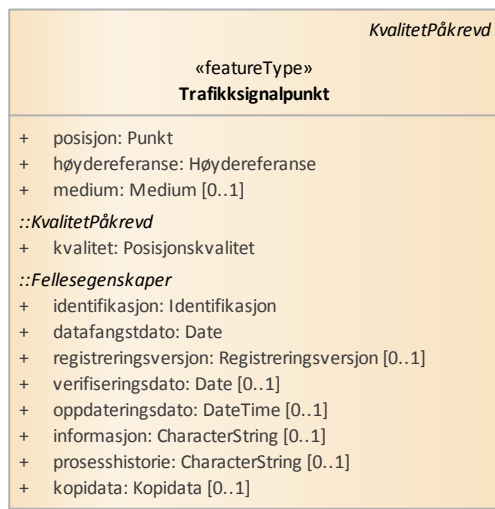 KvalitetPåkrevd
«featureType»
Trafikksignalpunkt
+ posisjon: Punkt
+ høydereferanse: Høydereferanse
+ medium: Medium [0..1]
::KvalitetPåkrevd
+ kvalitet: Posisjonskvalitet
::Fellesegenskaper
+ identifikasjon: Identifikasjon
+ datafangstdato: Date
+ registreringsversjon: Registreringsversjon [0..1]
+ verifiseringsdato: Date [0..1]
+ oppdateringsdato: DateTime [0..1]
+ informasjon: CharacterString [0..1]
+ prosesshistorie: CharacterString [0..1]
+ kopidata: Kopidata [0..1]